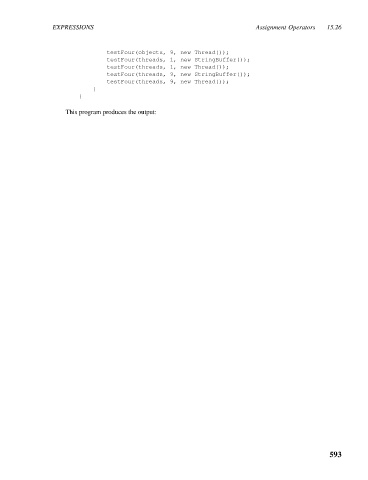 EXPRESSIONS Assignment Operators 15.26
testFour(objects, 9, new Thread());
testFour(threads, 1, new StringBuffer());
testFour(threads, 1, new Thread());
testFour(threads, 9, new StringBuffer());
testFour(threads, 9, new Thread());
}
}
This program produces the output:
593